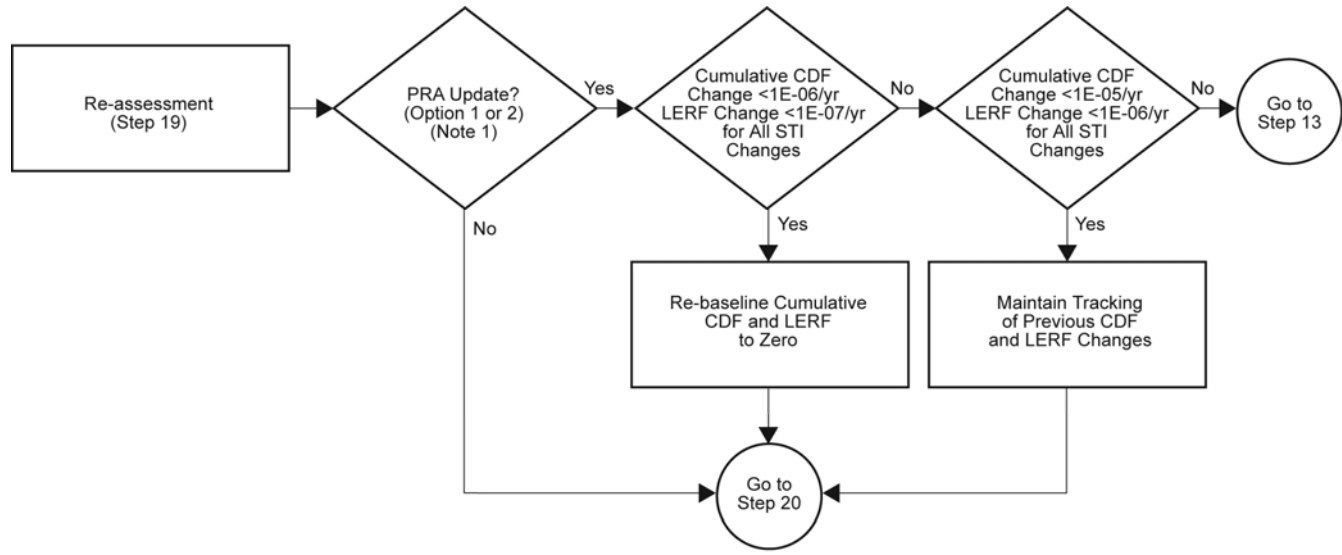 Re-assessment
(Step 19)
PRA Update?
(Option 1 or 2)
(Note 1)
Yes
No
Cumulative CDF
Change <1E-06/yr
LERF Change <1E-07/yr
for All STI
Changes
No
Yes
Cumulative CDF
Change <1E-05/yr
LERF Change <1E-06/yr
for All STI
Changes
No
Yes
Go to
Step 13
Re-baseline Cumulative
CDF and LERF
to Zero
Maintain Tracking
of Previous CDF
and LERF Changes
Go to
Step 20